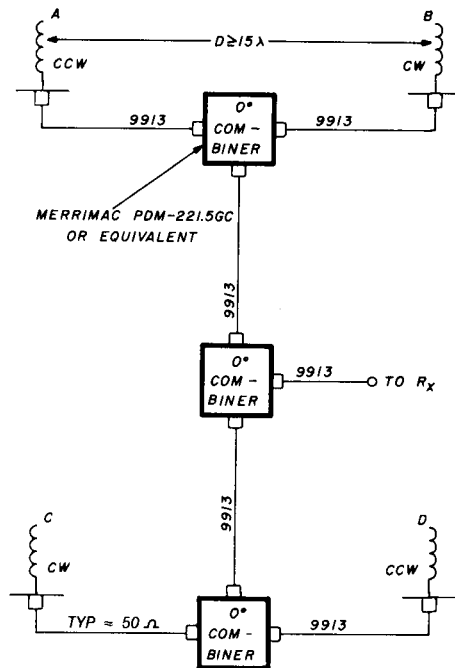 A
B
D ≥ 15 λ
CCW
CW
9913
0°
COM-
BINER
9913
MERRIMAC PDM-221.5GC
OR EQUIVALENT
9913
0°
COM-
BINER
9913
TO RX
9913
C
D
CW
CCW
TYP = 50 Ω
0°
COM-
BINER
9913